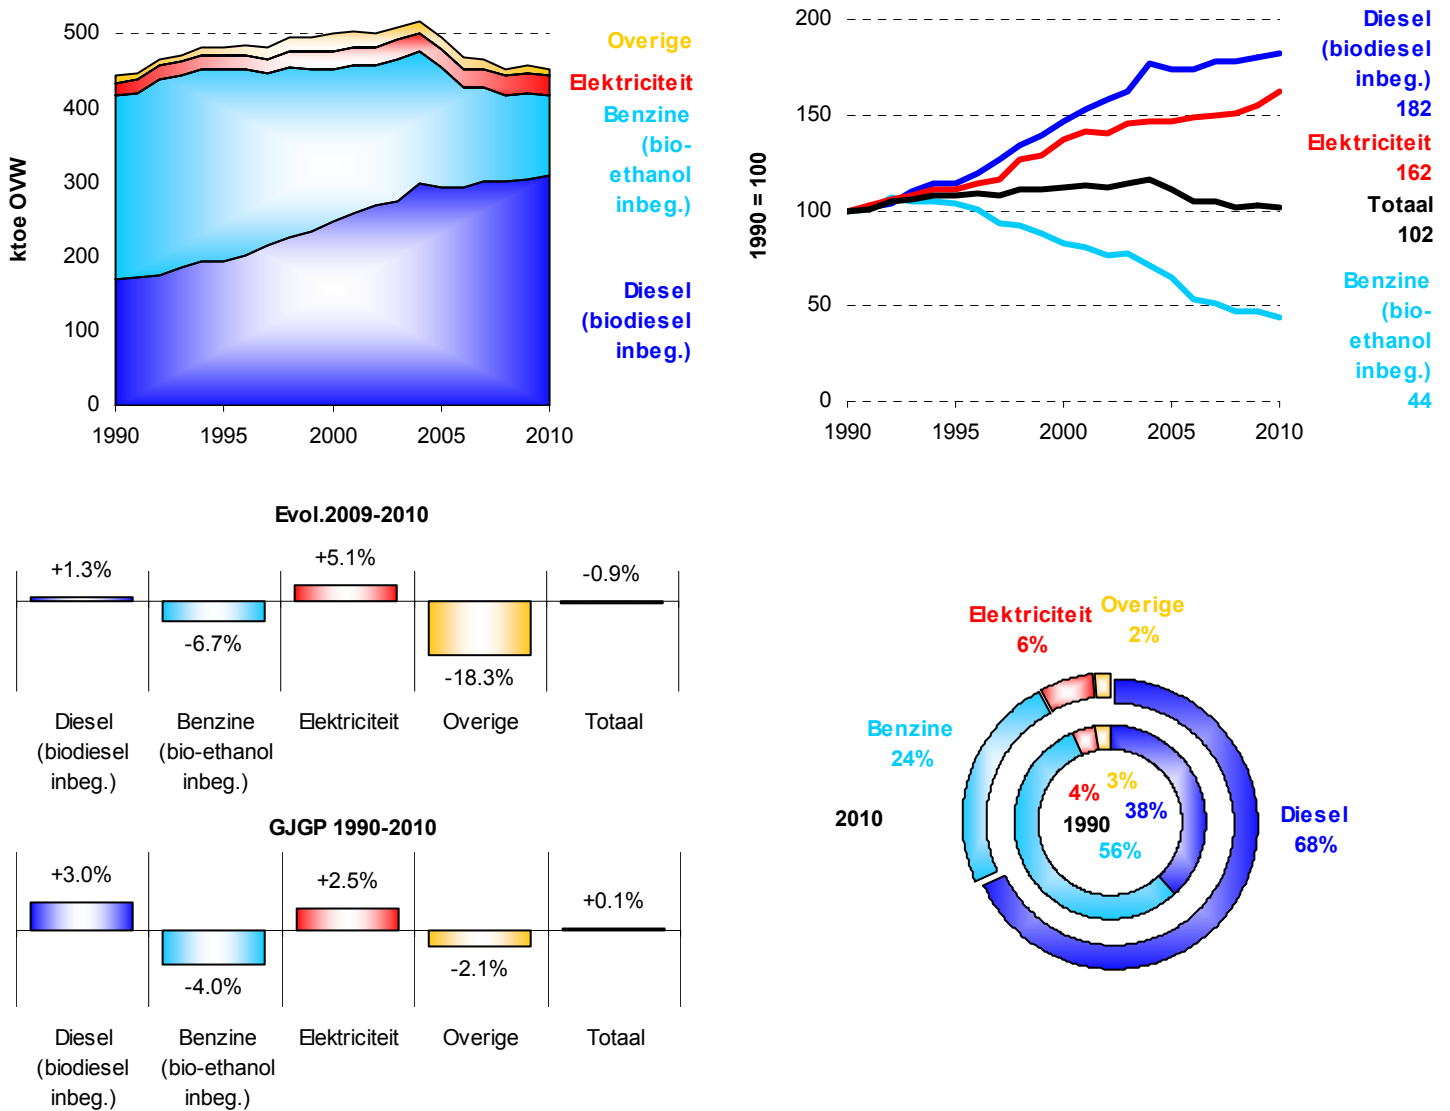 500
400
300
200
100
0
ktoe OVW
1990
1995
2000
2005
2010
Overige
Elektriciteit
Benzine
(bio-
ethanol
inbeg.)
Diesel
(biodiesel
inbeg.)
200
150
100
50
0
1990 = 100
1990
1995
2000
2005
2010
Diesel
(biodiesel
inbeg.)
182
Elektriciteit
162
Totaal
102
Benzine
(bio-
ethanol
inbeg.)
44
Evol.2009-2010
+1.3%
-6.7%
+5.1%
-18.3%
-0.9%
Diesel
(biodiesel
inbeg.)
Benzine
(bio-ethanol
inbeg.)
Elektriciteit
Overige
Totaal
GJGP 1990-2010
+3.0%
-4.0%
+2.5%
-2.1%
+0.1%
Diesel
(biodiesel
inbeg.)
Benzine
(bio-ethanol
inbeg.)
Elektriciteit
Overige
Totaal
Elektriciteit
6%
Overige
2%
Benzine
24%
2010
Diesel
68%
4%
3%
38%
1990
56%